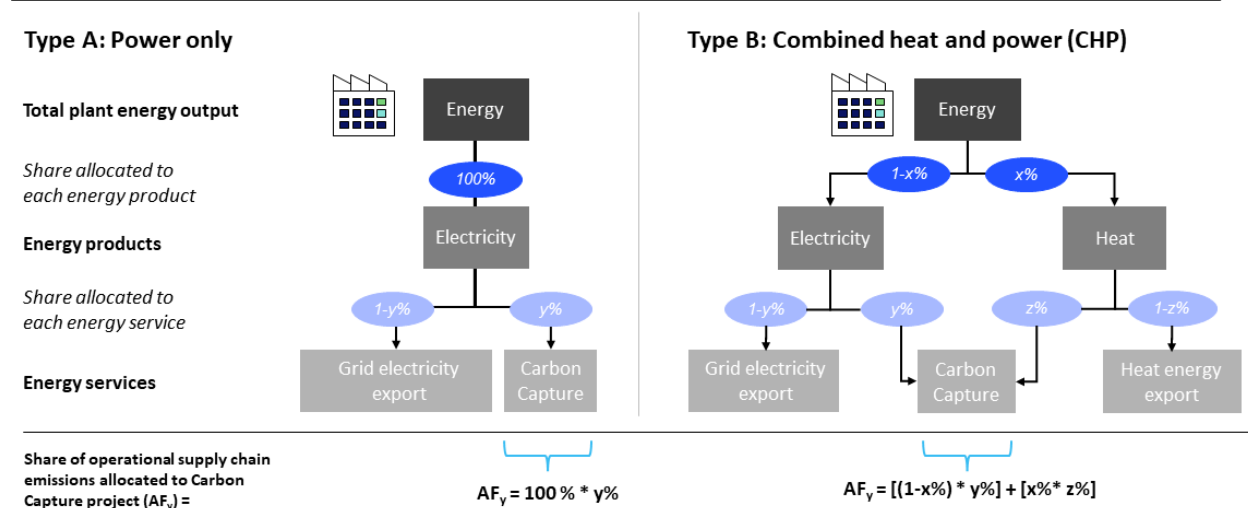 Type A: Power only
Type B: Combined heat and power (CHP)
Total plant energy output
Energy
Energy
Share allocated to
each energy product
100%
1-x%
x%
Energy products
Electricity
Electricity
Heat
Share allocated to
each energy service
1-y%
y%
1-y%
y%
z%
1-z%
Energy services
Grid electricity
export
Carbon
Capture
Grid electricity
export
Carbon
Capture
Heat energy
export
Share of operational supply chain
emissions allocated to Carbon
Capture project (AFy) =
AFy = 100 % * y%
AFy = [(1-x%) * y%] + [x%* z%]